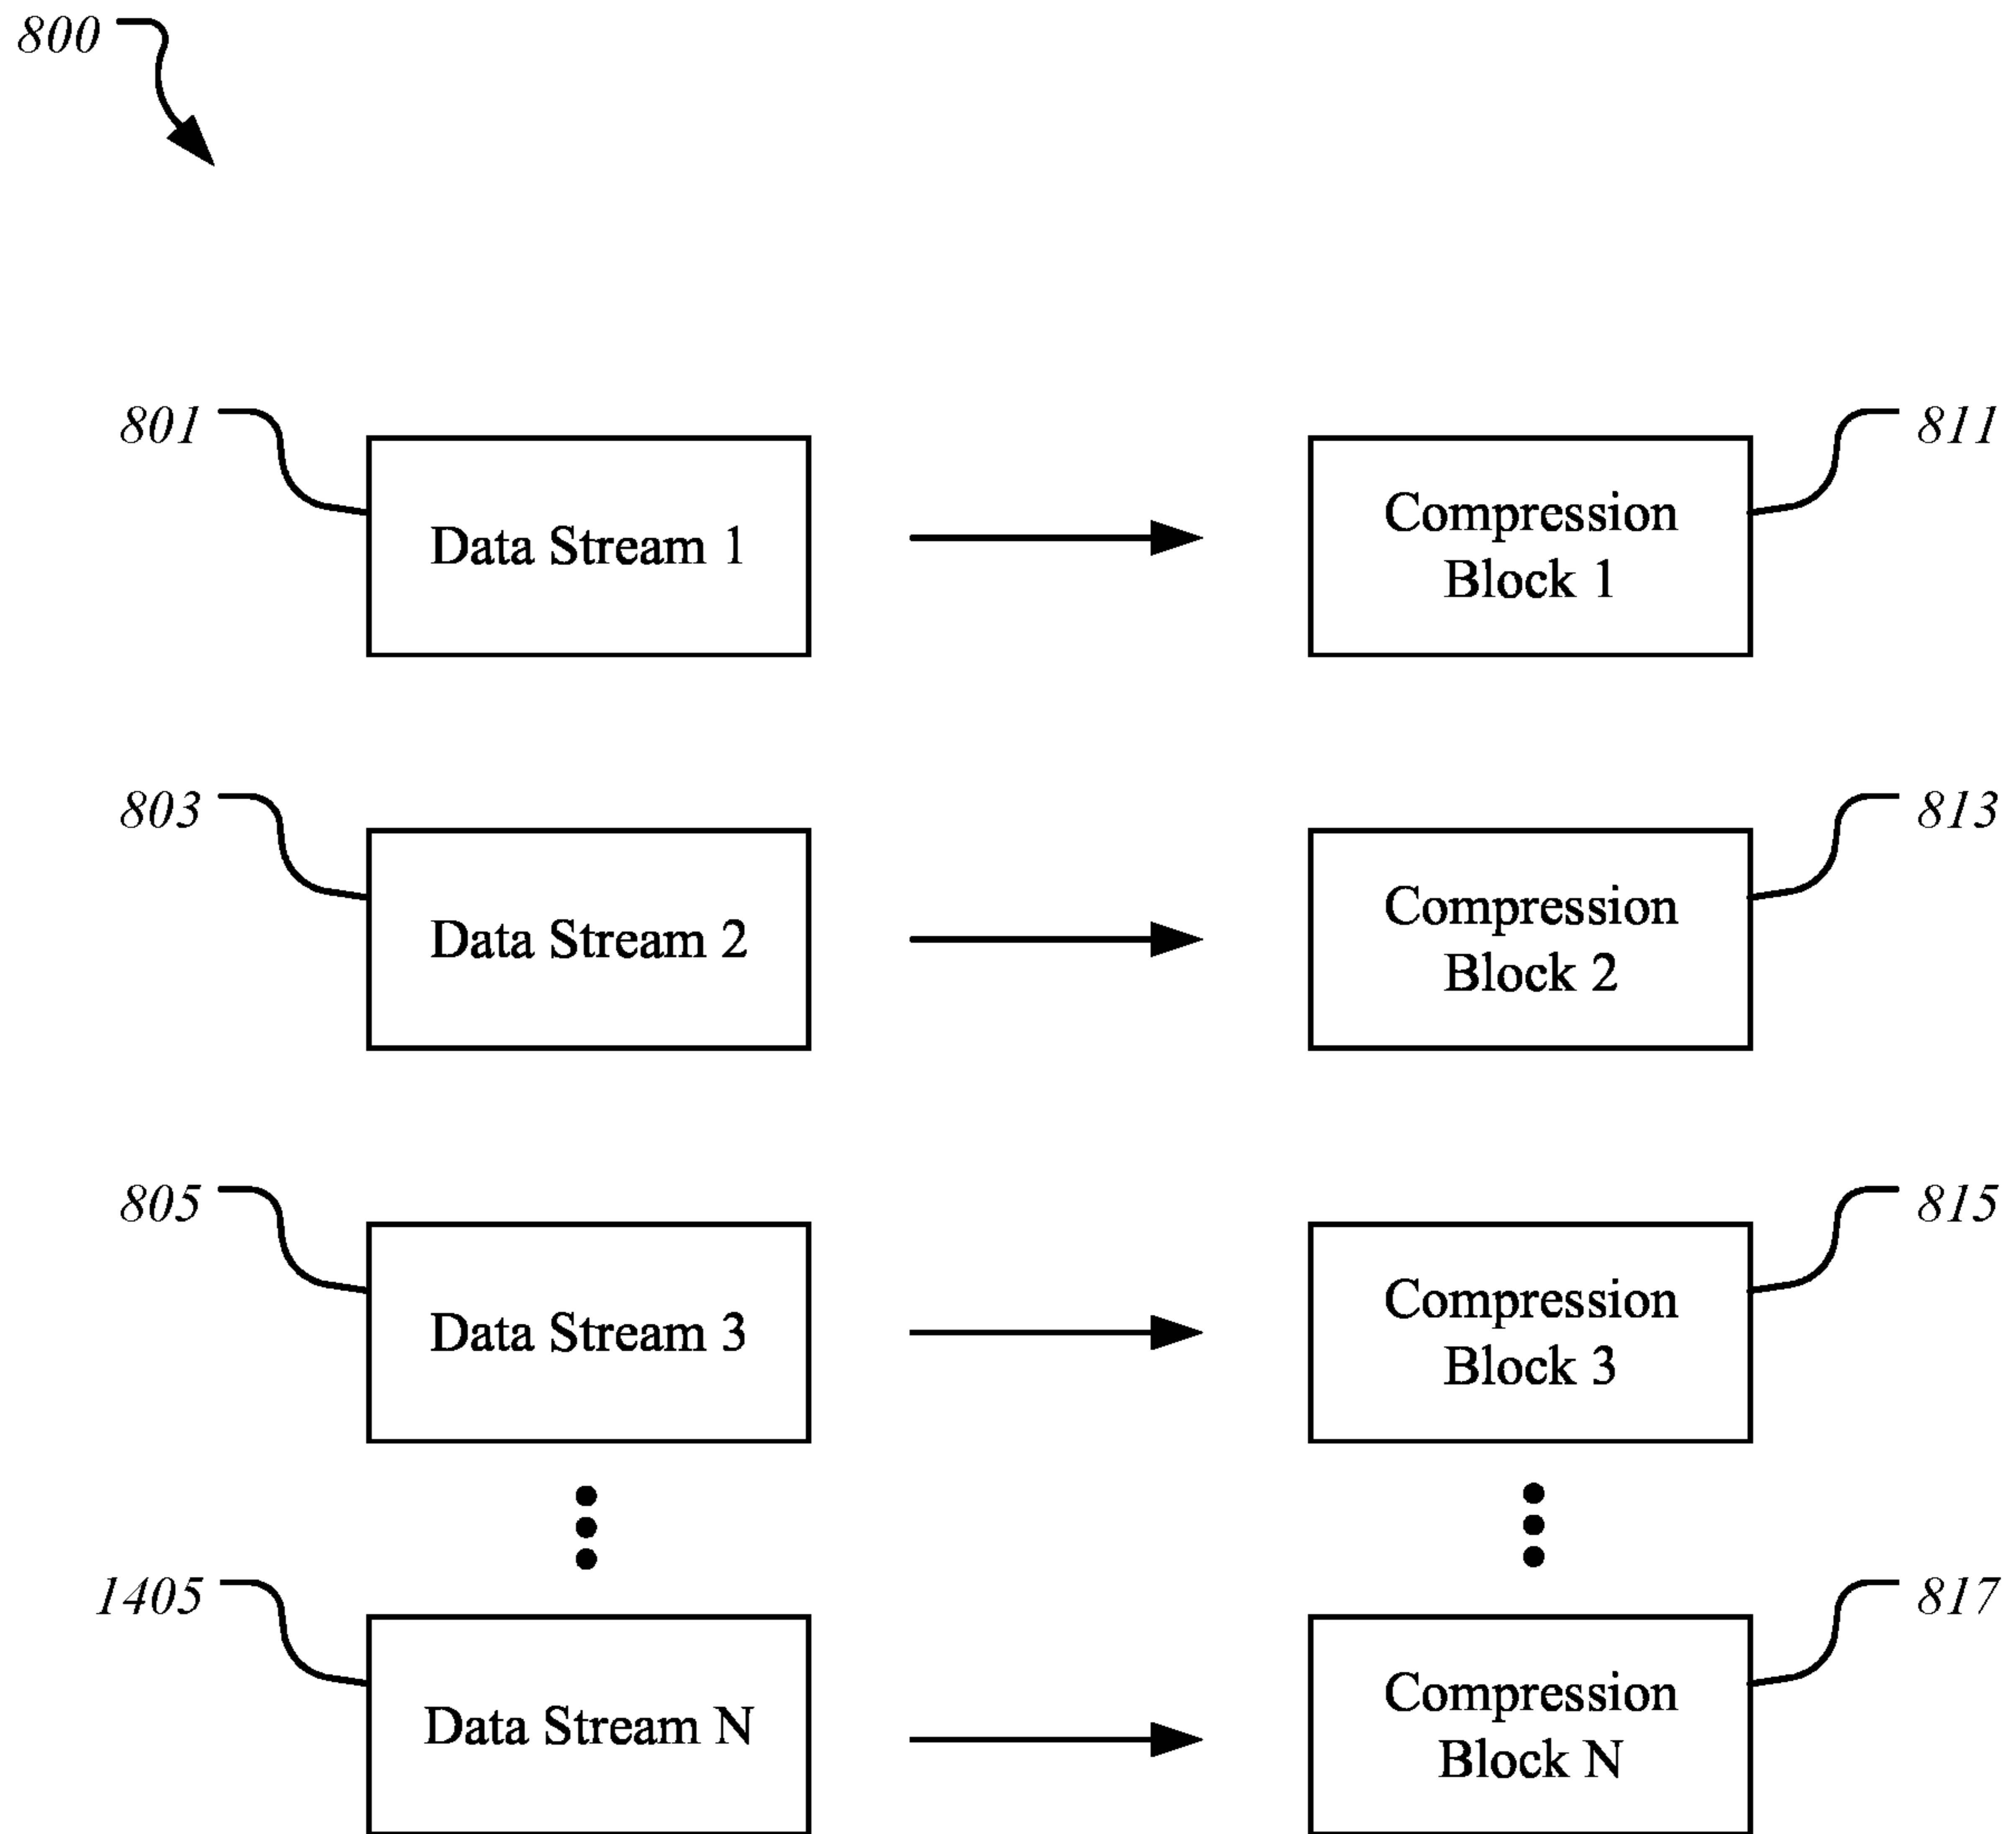 800
801
Data Stream 1
Compression
Block 1
811
803
Data Stream 2
Compression
Block 2
813
805
Data Stream 3
Compression
Block 3
815
1405
Data Stream N
Compression
Block N
817